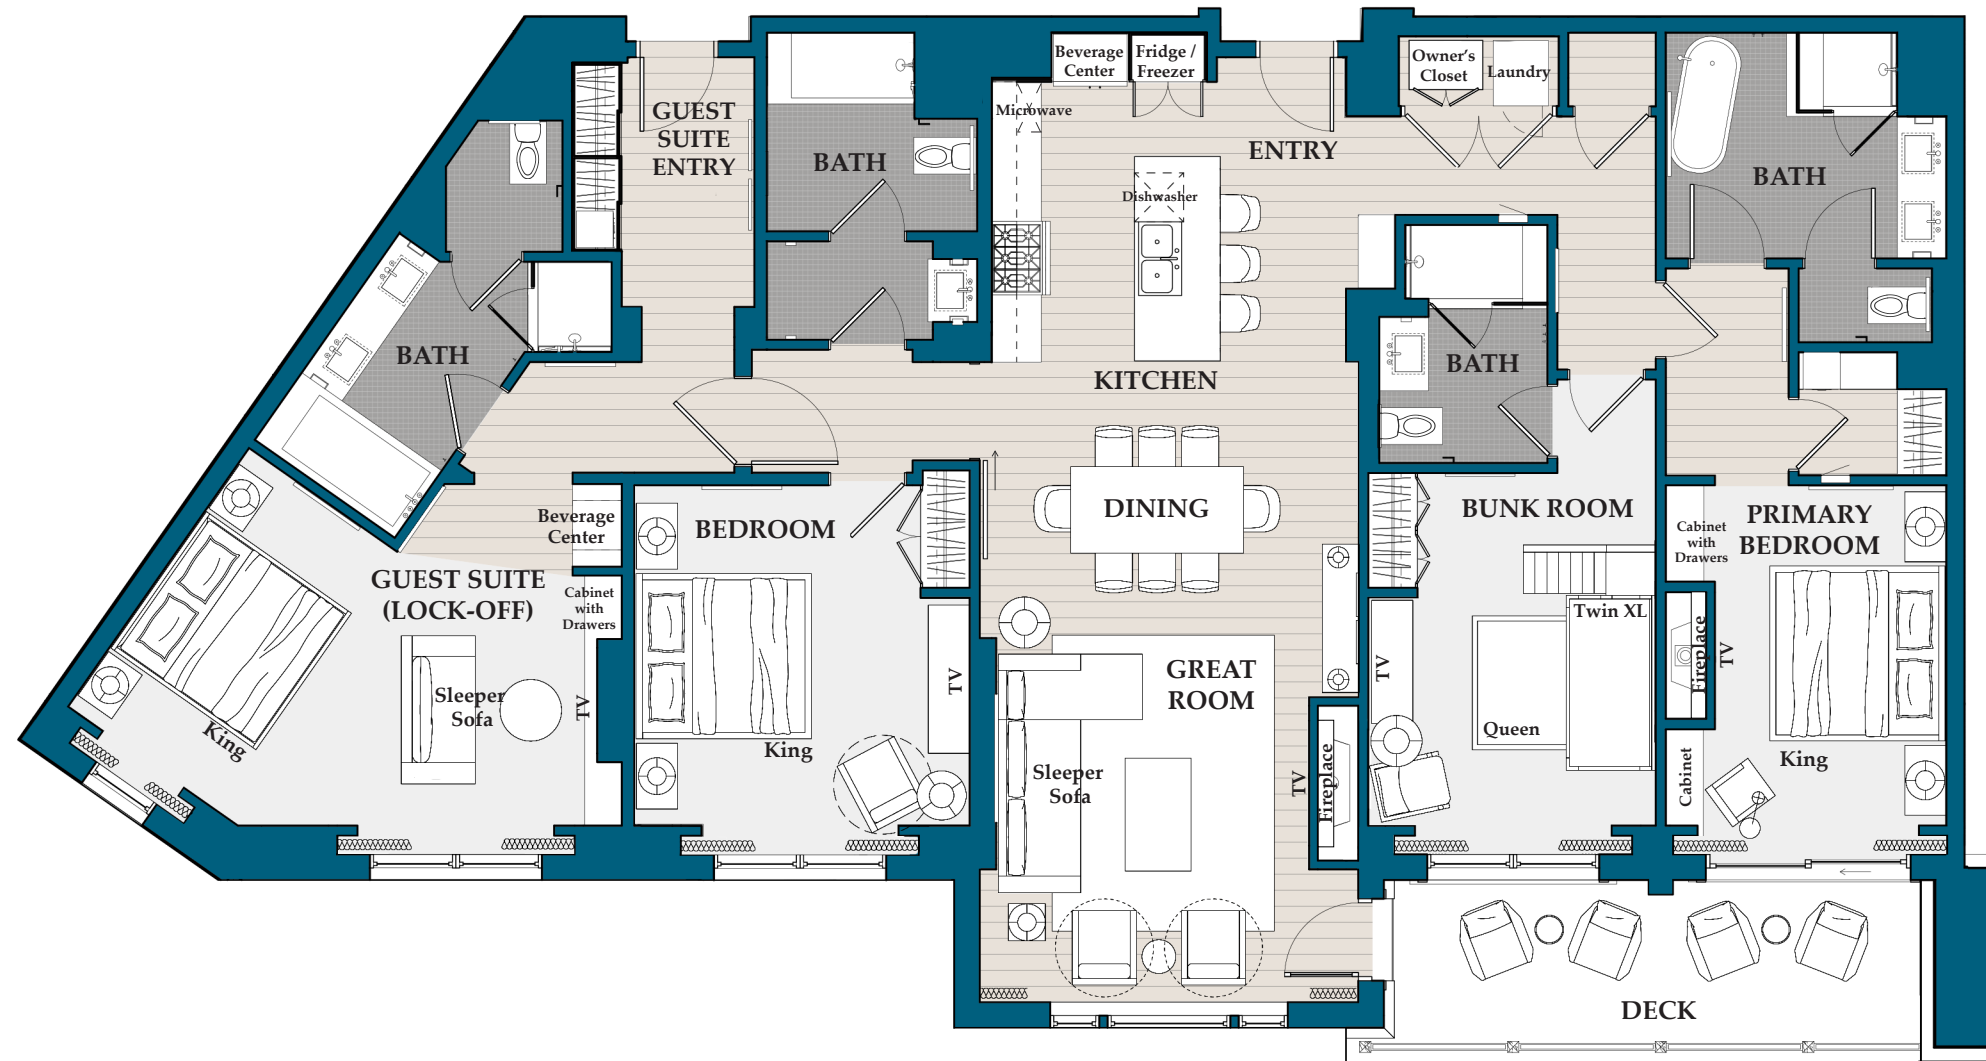 Beverage
Center
Fridge /
Freezer
Owner's
Closet
Laundry
Microwave
GUEST
SUITE
ENTRY
BATH
ENTRY
BATH
Dishwasher
BATH
KITCHEN
BATH
Beverage
Center
BEDROOM
DINING
BUNK ROOM
Cabinet
with
Drawers
PRIMARY
BEDROOM
GUEST SUITE
(LOCK-OFF)
Cabinet
with
Drawers
Twin XL
Sleeper
Sofa
TV
TV
GREAT
ROOM
TV
Fireplace
TV
King
King
Queen
King
Sleeper
Sofa
TV
Fireplace
Cabinet
DECK